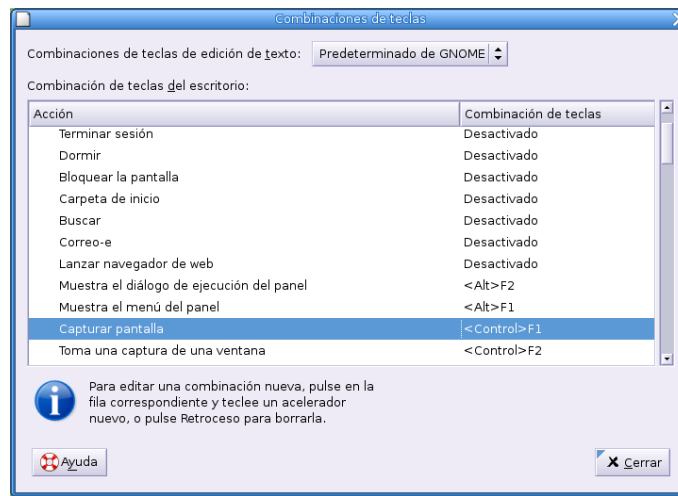 Combinaciones de teclas
Combinaciones de teclas de edición de texto: Predeterminado de GNOME
Combinación de teclas del escritorio:
Acción Combinación de teclas
Terminar sesión Desactivado
Dormir Desactivado
Bloquear la pantalla Desactivado
Carpeta de inicio Desactivado
Buscar Desactivado
Correo-e Desactivado
Lanzar navegador de web Desactivado
Muestra el diálogo de ejecución del panel <Alt>F2
Muestra el menú del panel <Alt>F1
Capturar pantalla <Control>F1
Toma una captura de una ventana <Control>F2
Para editar una combinación nueva, pulse en la
fila correspondiente y teclee un acelerador
nuevo, o pulse Retroceso para borrarla.
Ayuda Cerrar